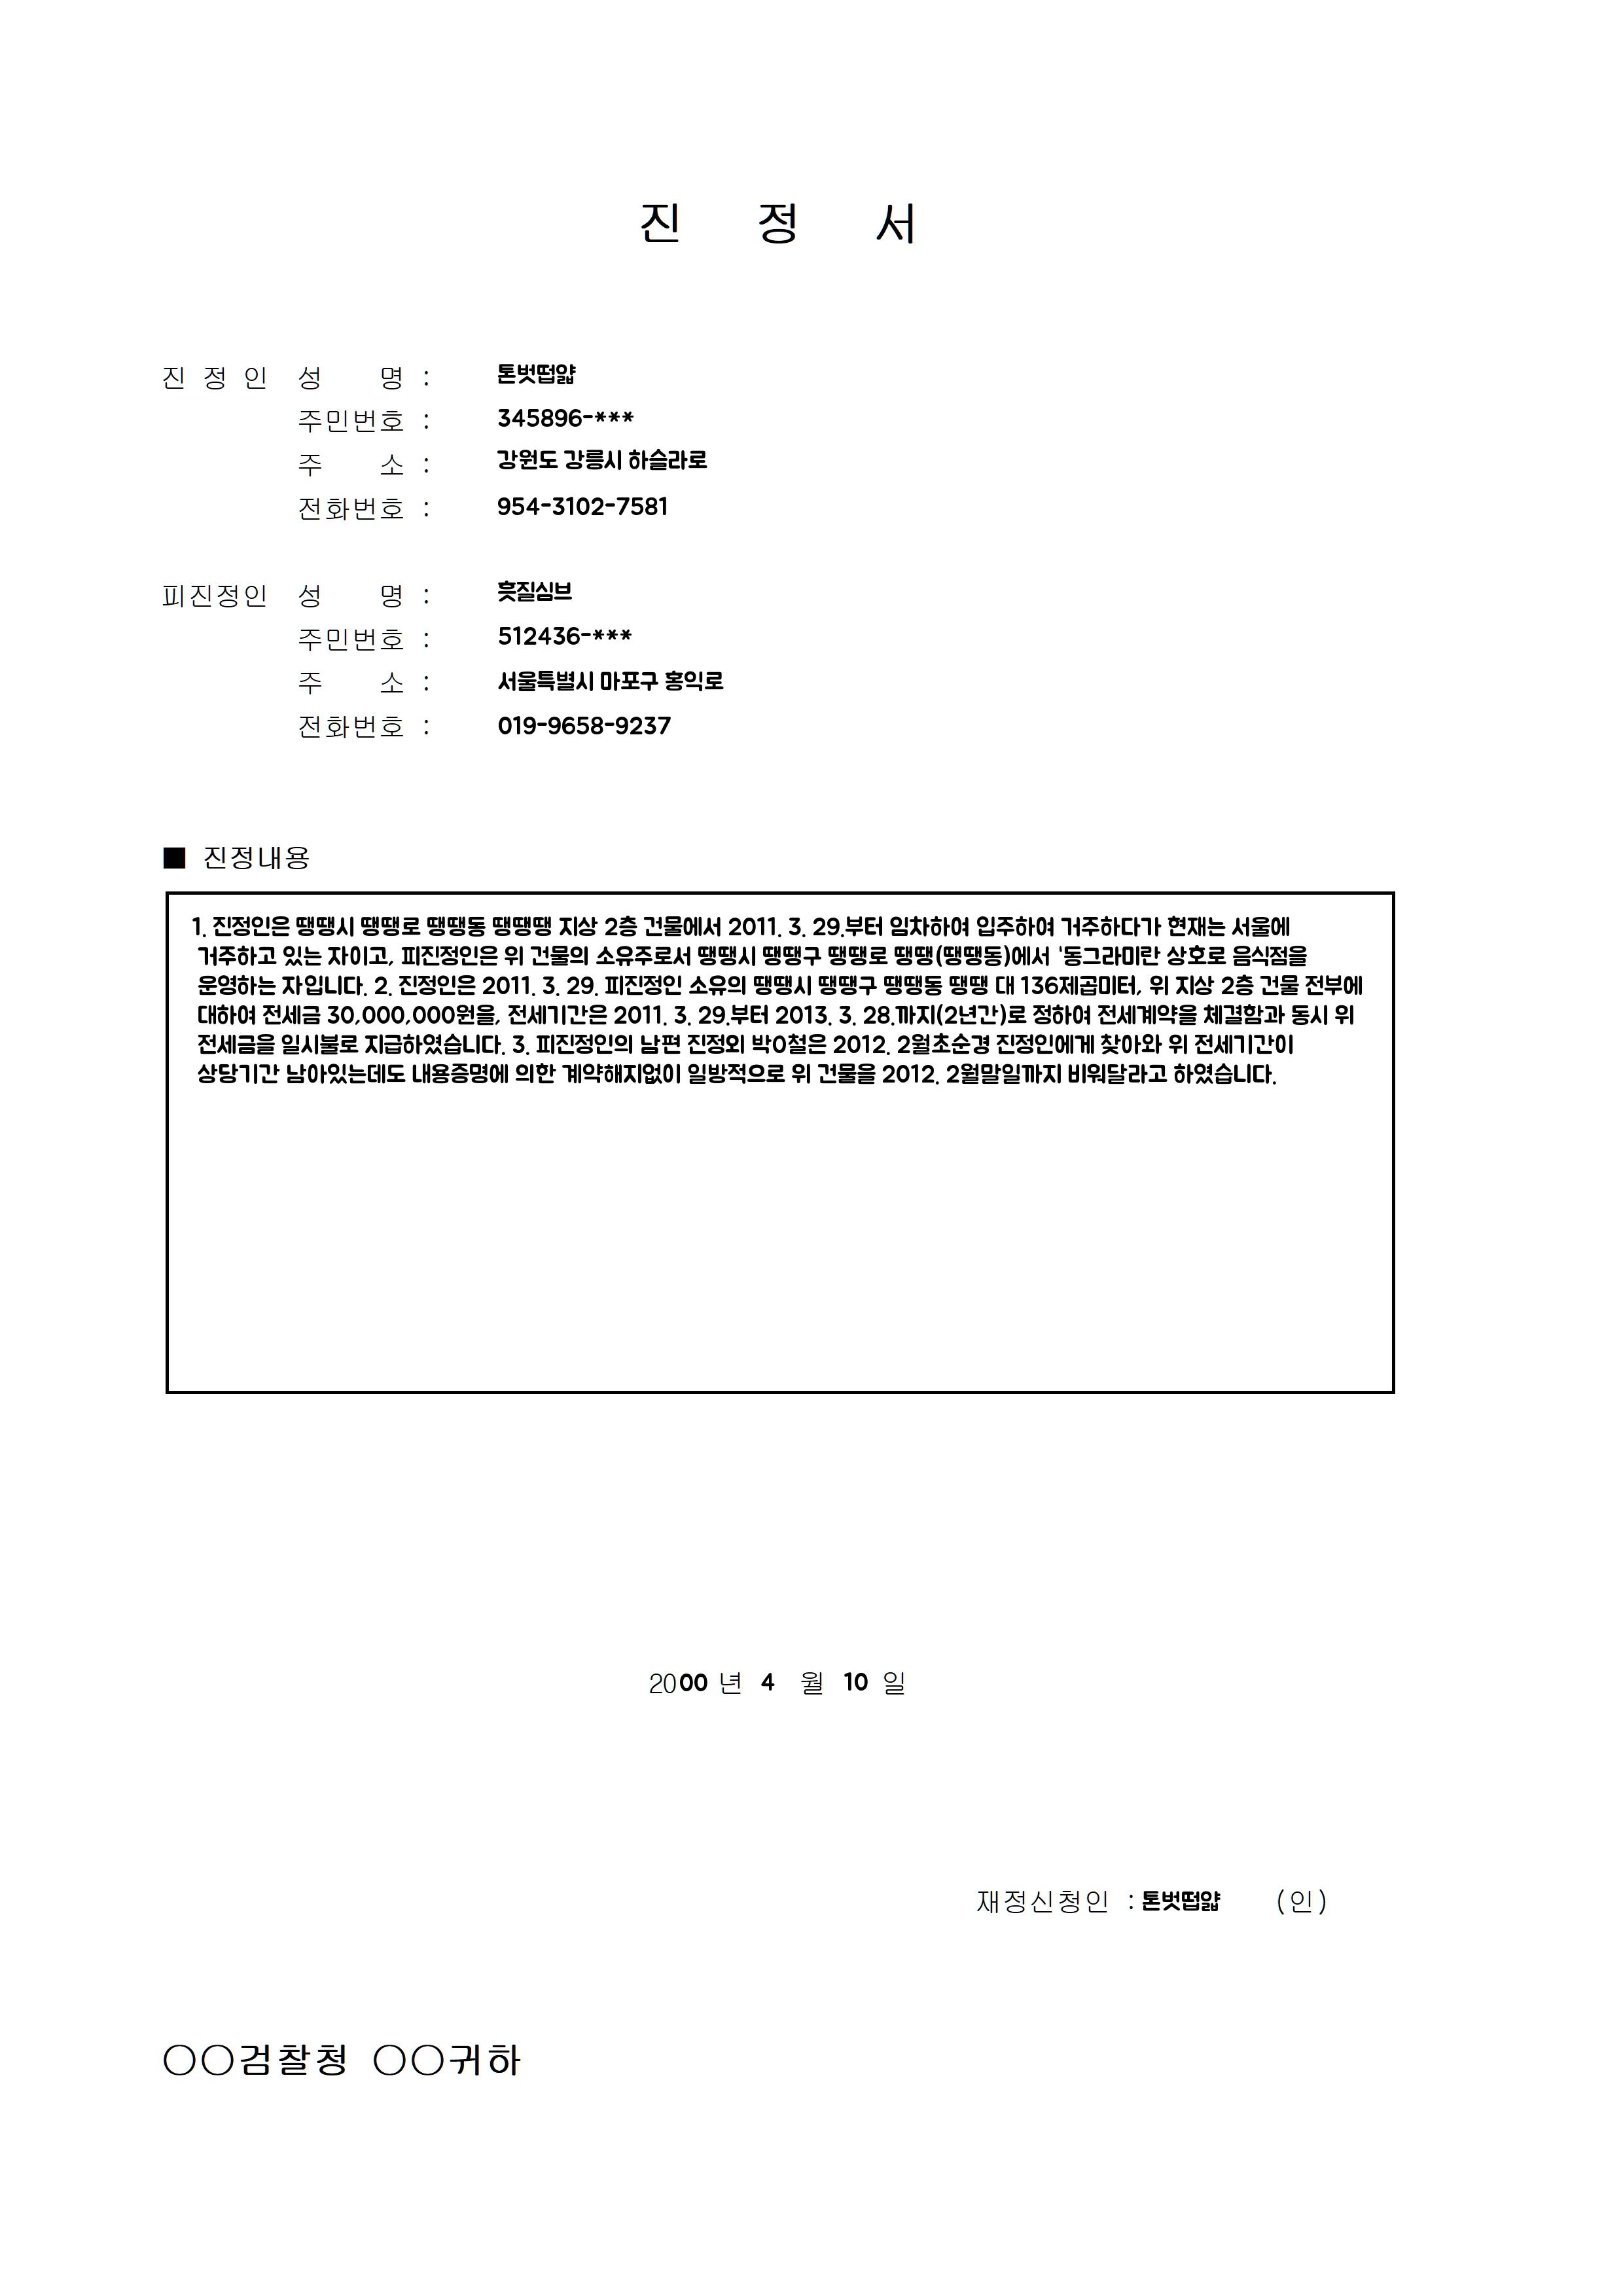 진 정 서
진 정 인 성 명 : 톤벗떱얇
주민번호 : 345896-***
주 소 : 강원도 강릉시 하슬라로
전화번호 : 954-3102-7581
피진정인 성 명 : 흣질심브
주민번호 : 512436-***
주 소 : 서울특별시 마포구 홍익로
전화번호 : 019-9658-9237
■ 진정내용
1. 진정인은 땡땡시 땡땡로 땡땡동 땡땡땡 지상 2층 건물에서 2011. 3. 29.부터 임차하여 입주하여 거주하다가 현재는 서울에
거주하고 있는 자이고, 피진정인은 위 건물의 소유주로서 땡땡시 땡땡구 땡땡로 땡땡(땡땡동)에서 '동그라미란 상호로 음식점을
운영하는 자입니다. 2. 진정인은 2011. 3. 29. 피진정인 소유의 땡땡시 땡땡구 땡땡동 땡땡 대 136제곱미터, 위 지상 2층 건물 전부에
대하여 전세금 30,000,000원을, 전세기간은 2011. 3. 29.부터 2013. 3. 28.까지(2년간)로 정하여 전세계약을 체결함과 동시 위
전세금을 일시불로 지급하였습니다. 3. 피진정인의 남편 진정외 박0철은 2012. 2월초순경 진정인에게 찾아와 위 전세기간이
상당기간 남아있는데도 내용증명에 의한 계약해지없이 일방적으로 위 건물을 2012. 2월말일까지 비워달라고 하였습니다.
2000 년 4 월 10 일
재정신청인 : 톤벗떱얇 (인)
○○검찰청 ○○귀하